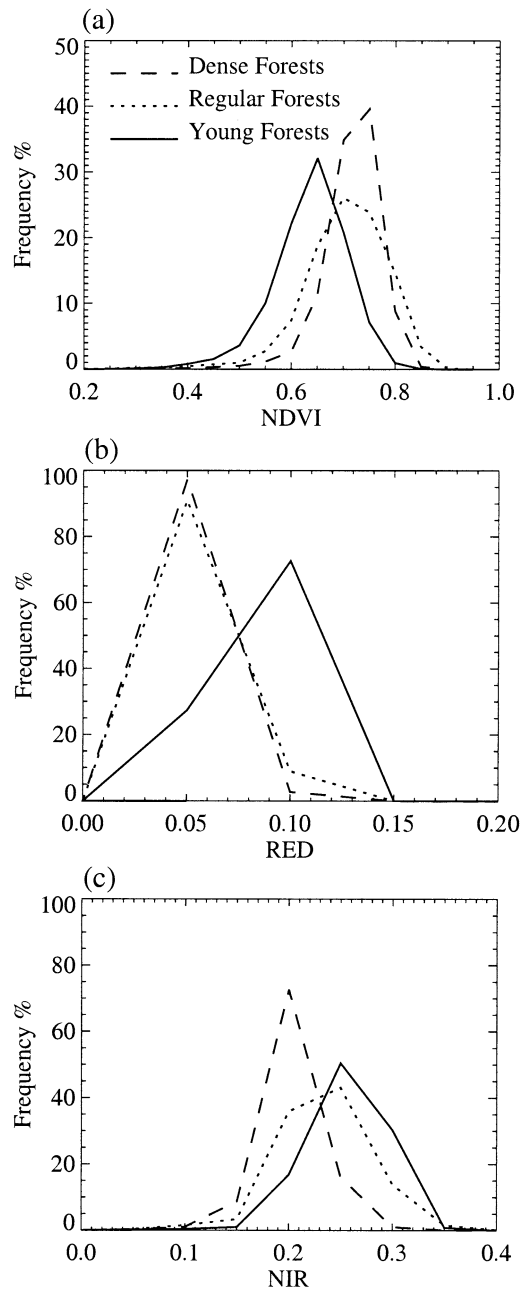 (a)
50
40
30
20
10
0
Frequency %
Dense Forests
Regular Forests
Young Forests
0.2 0.4 0.6 0.8 1.0
NDVI
(b)
100
80
60
40
20
0
Frequency %
0.00 0.05 0.10 0.15 0.20
RED
(c)
100
80
60
40
20
0
Frequency %
0.0 0.1 0.2 0.3 0.4
NIR